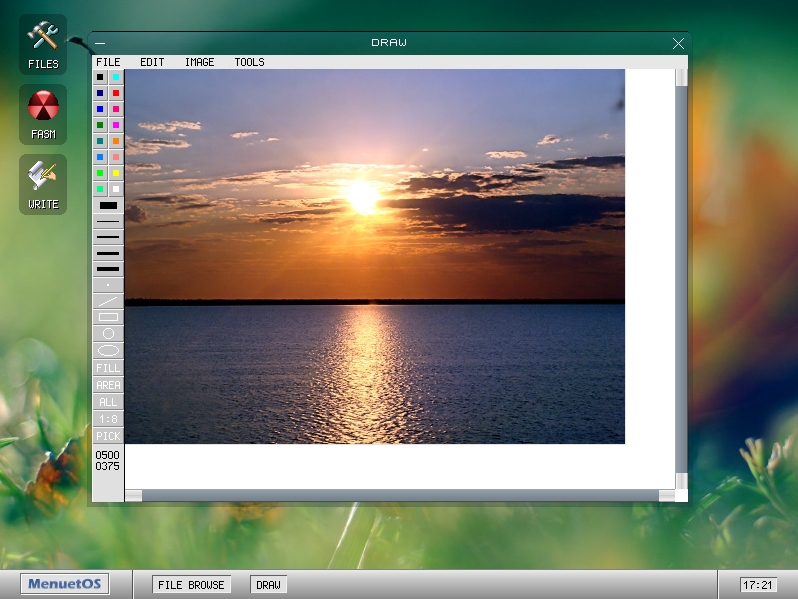 DRAW
FILE EDIT IMAGE TOOLS
FILES
FASM
WRITE
FILL
AREA
ALL
1:8
PICK
0500
0375
MenuetOS
FILE BROWSE
DRAW
17:21